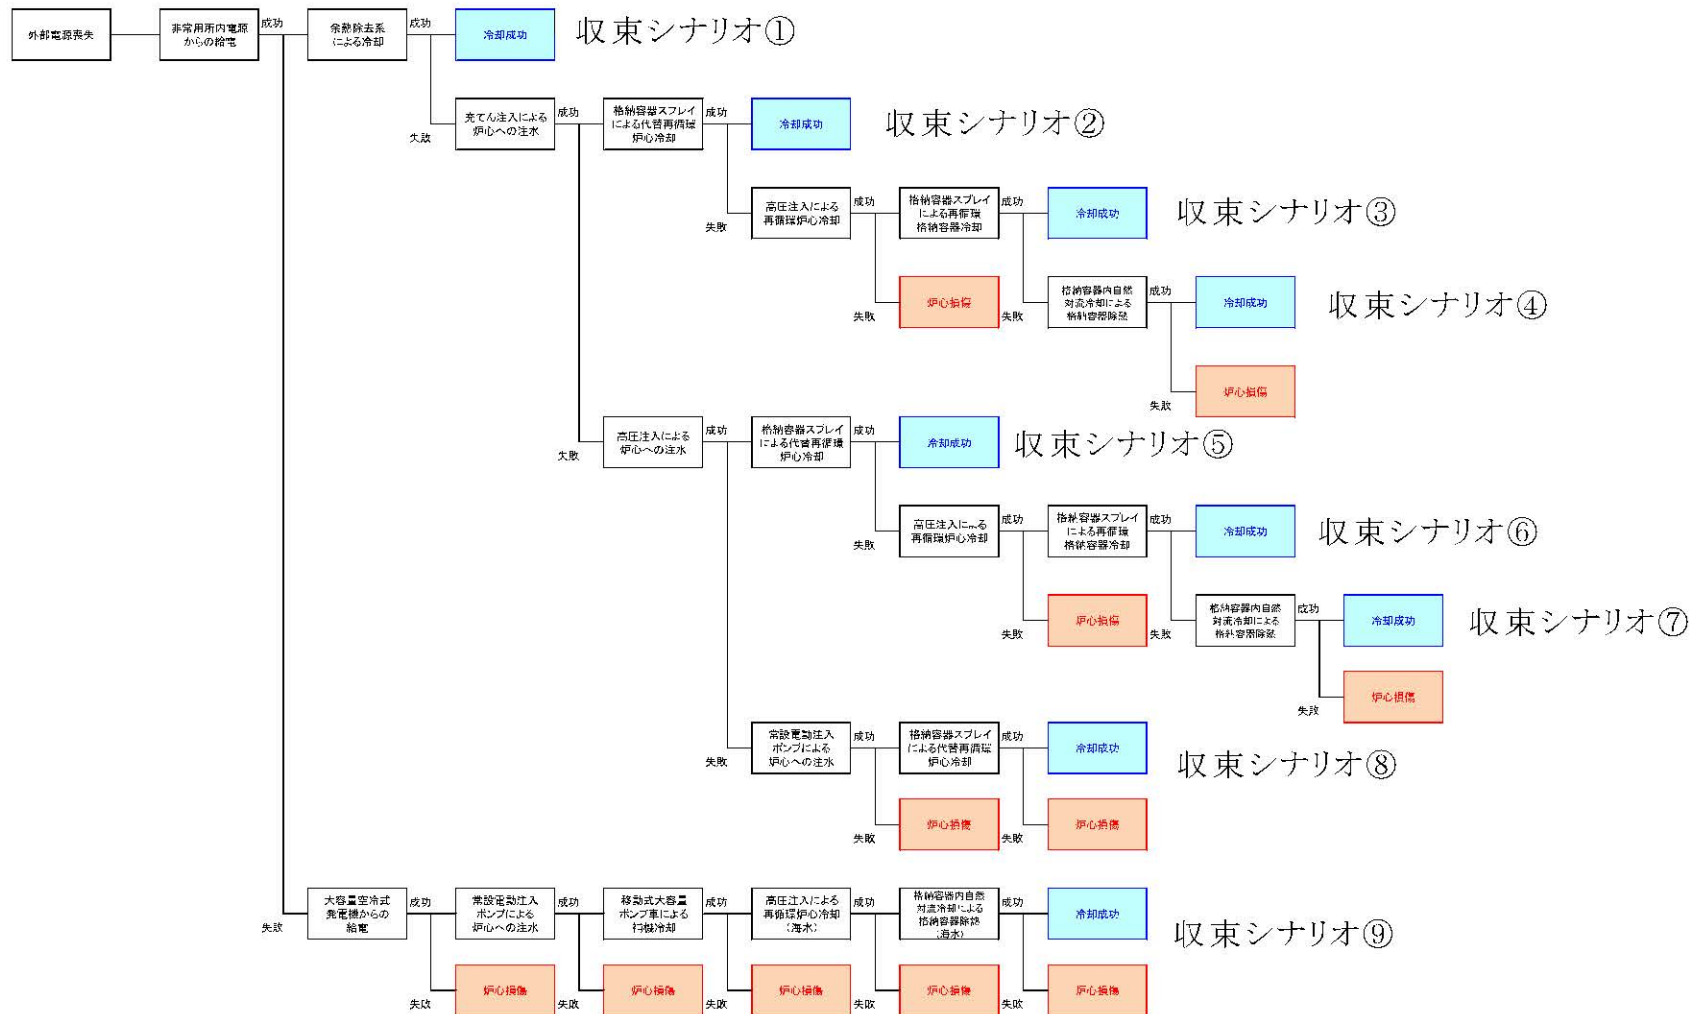 外部電源喪失
非常用所内電源
からの給電
成功
余熱除去系
による冷却
成功
冷却成功
収束シナリオ①
失敗
充てん注入による
炉心への注水
成功
格納容器スプレイ
による代替再循環
炉心冷却
成功
冷却成功
収束シナリオ②
失敗
高圧注入による
再循環炉心冷却
成功
格納容器スプレイ
による再循環
格納容器冷却
成功
冷却成功
収束シナリオ③
失敗
炉心損傷
失敗
格納容器内自然
対流冷却による
格納容器除熱
成功
冷却成功
収束シナリオ④
失敗
炉心損傷
失敗
高圧注入による
炉心への注水
成功
格納容器スプレイ
による代替再循環
炉心冷却
成功
冷却成功
収束シナリオ⑤
失敗
高圧注入による
再循環炉心冷却
成功
格納容器スプレイ
による再循環
格納容器冷却
成功
冷却成功
収束シナリオ⑥
失敗
炉心損傷
失敗
格納容器内自然
対流冷却による
格納容器除熱
成功
冷却成功
収束シナリオ⑦
失敗
炉心損傷
失敗
常設電動注入
ポンプによる
炉心への注水
成功
格納容器スプレイ
による代替再循環
炉心冷却
成功
冷却成功
収束シナリオ⑧
失敗
炉心損傷
失敗
炉心損傷
失敗
大容量空冷式
発電機からの
給電
成功
常設電動注入
ポンプによる
炉心への注水
成功
移動式大容量
ポンプ車による
補機冷却
成功
高圧注入による
再循環炉心冷却
(海水)
成功
格納容器内自然
対流冷却による
格納容器除熱
(海水)
成功
冷却成功
収束シナリオ⑨
失敗
炉心損傷
失敗
炉心損傷
失敗
炉心損傷
失敗
炉心損傷
失敗
炉心損傷